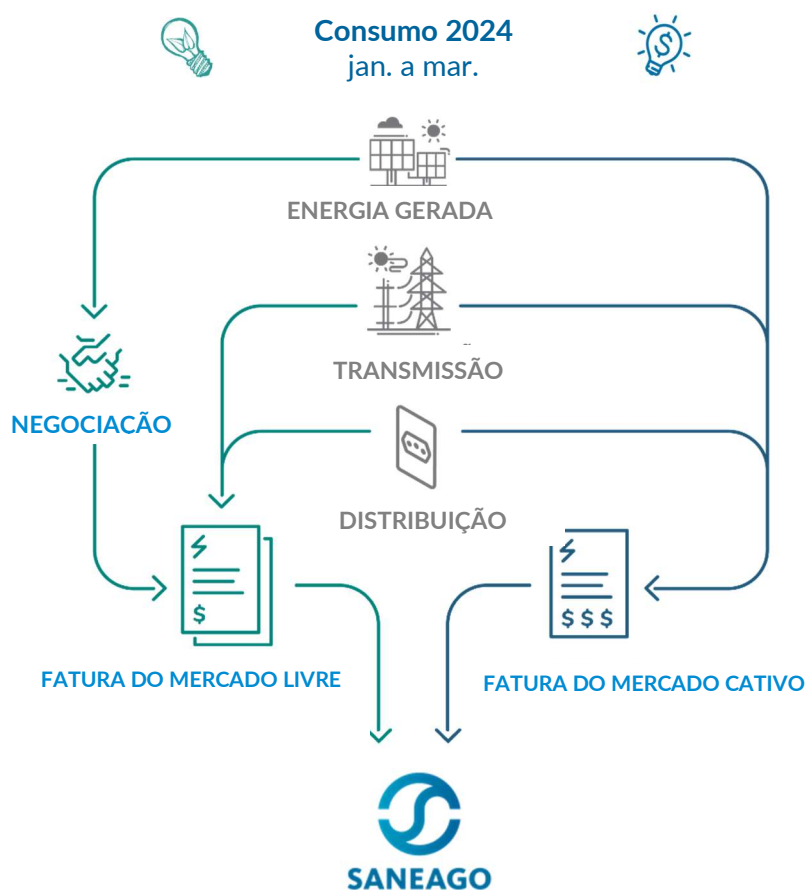 Consumo 2024
jan. a mar.
$
ENERGIA GERADA
TRANSMISSÃO
NEGOCIAÇÃO
DISTRIBUIÇÃO
$
$ $ $
FATURA DO MERCADO LIVRE
FATURA DO MERCADO CATIVO
SANEAGO